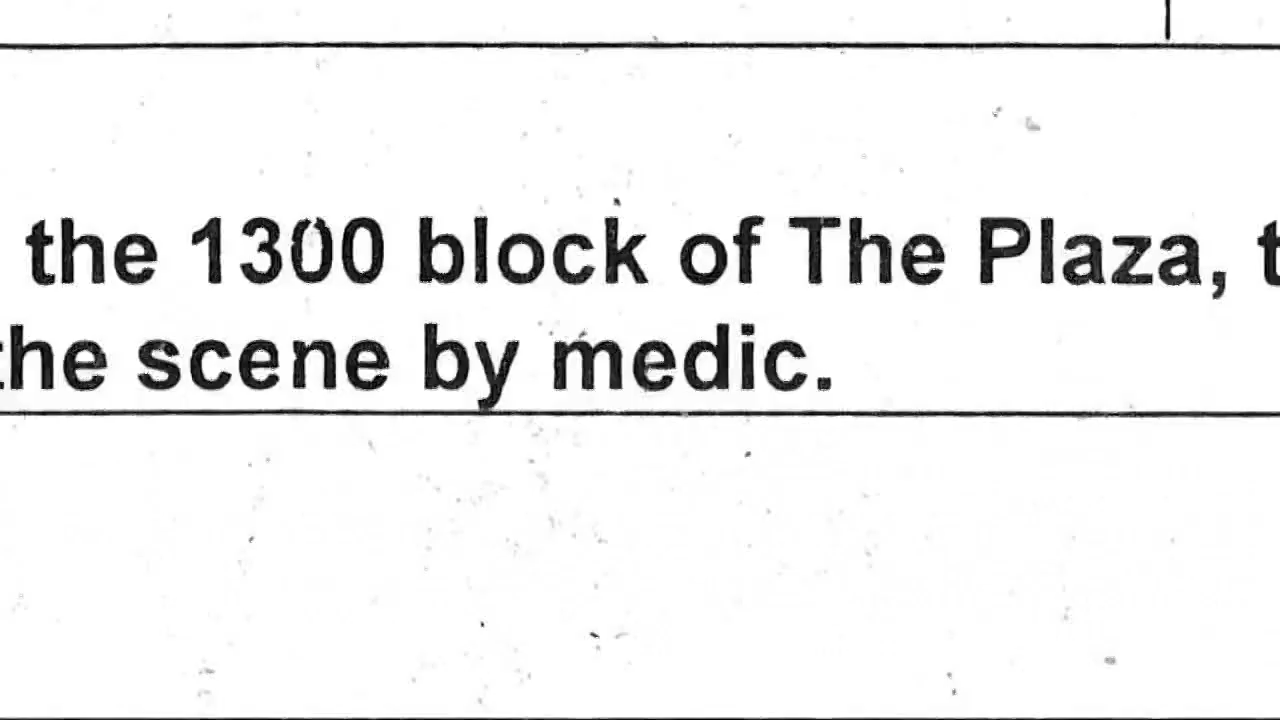 the 1300 block of The Plaza, t
the scene by medic.